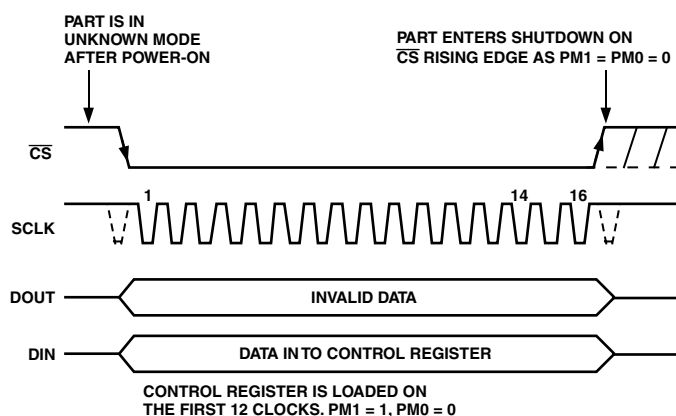 PART IS IN
UNKNOWN MODE
AFTER POWER-ON
PART ENTERS SHUTDOWN ON
CS RISING EDGE AS PM1 = PM0 = 0
CS
1
14
16
SCLK
DOUT
INVALID DATA
DIN
DATA IN TO CONTROL REGISTER
CONTROL REGISTER IS LOADED ON
THE FIRST 12 CLOCKS. PM1 = 1, PM0 = 0